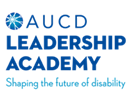 AUCD
LEADERSHIP
ACADEMY
Shaping the future of disability